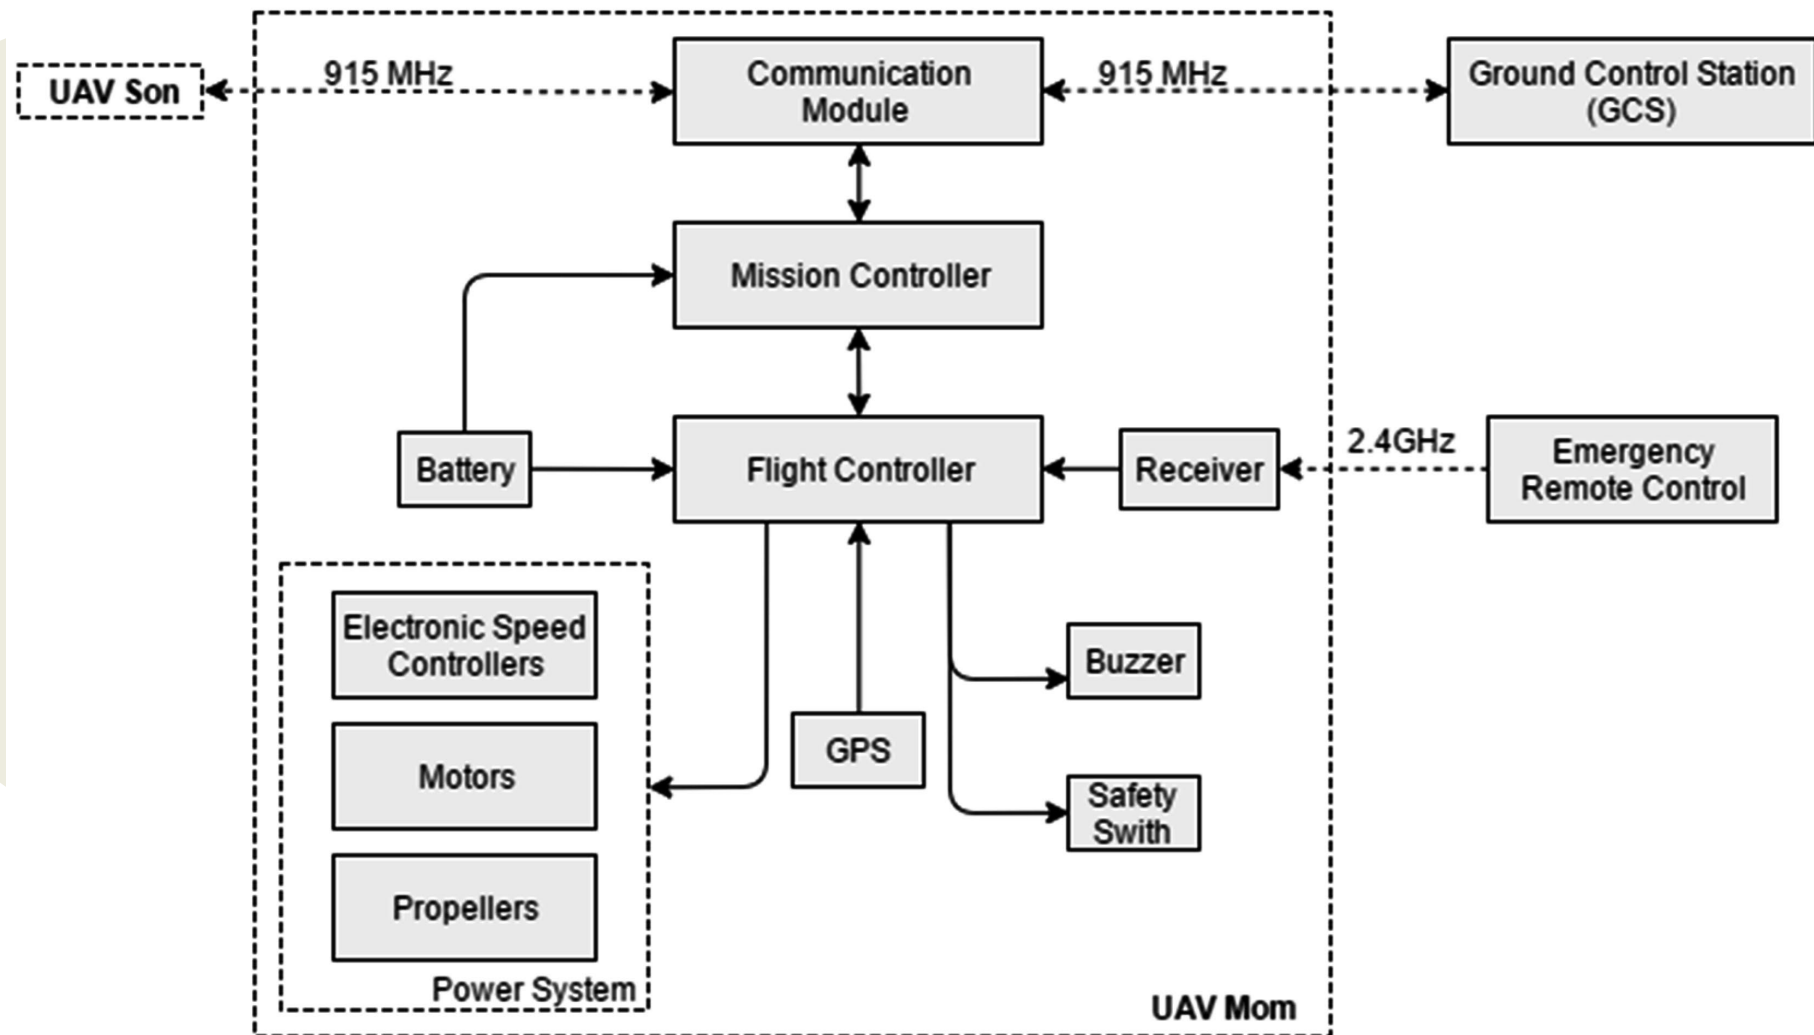 UAV Son
915 MHz
Communication
Module
915 MHz
Ground Control Station
(GCS)
Mission Controller
Battery
Flight Controller
Receiver
2.4GHz
Emergency
Remote Control
Electronic Speed
Controllers
Motors
Propellers
Power System
GPS
Buzzer
Safety
Swith
UAV Mom